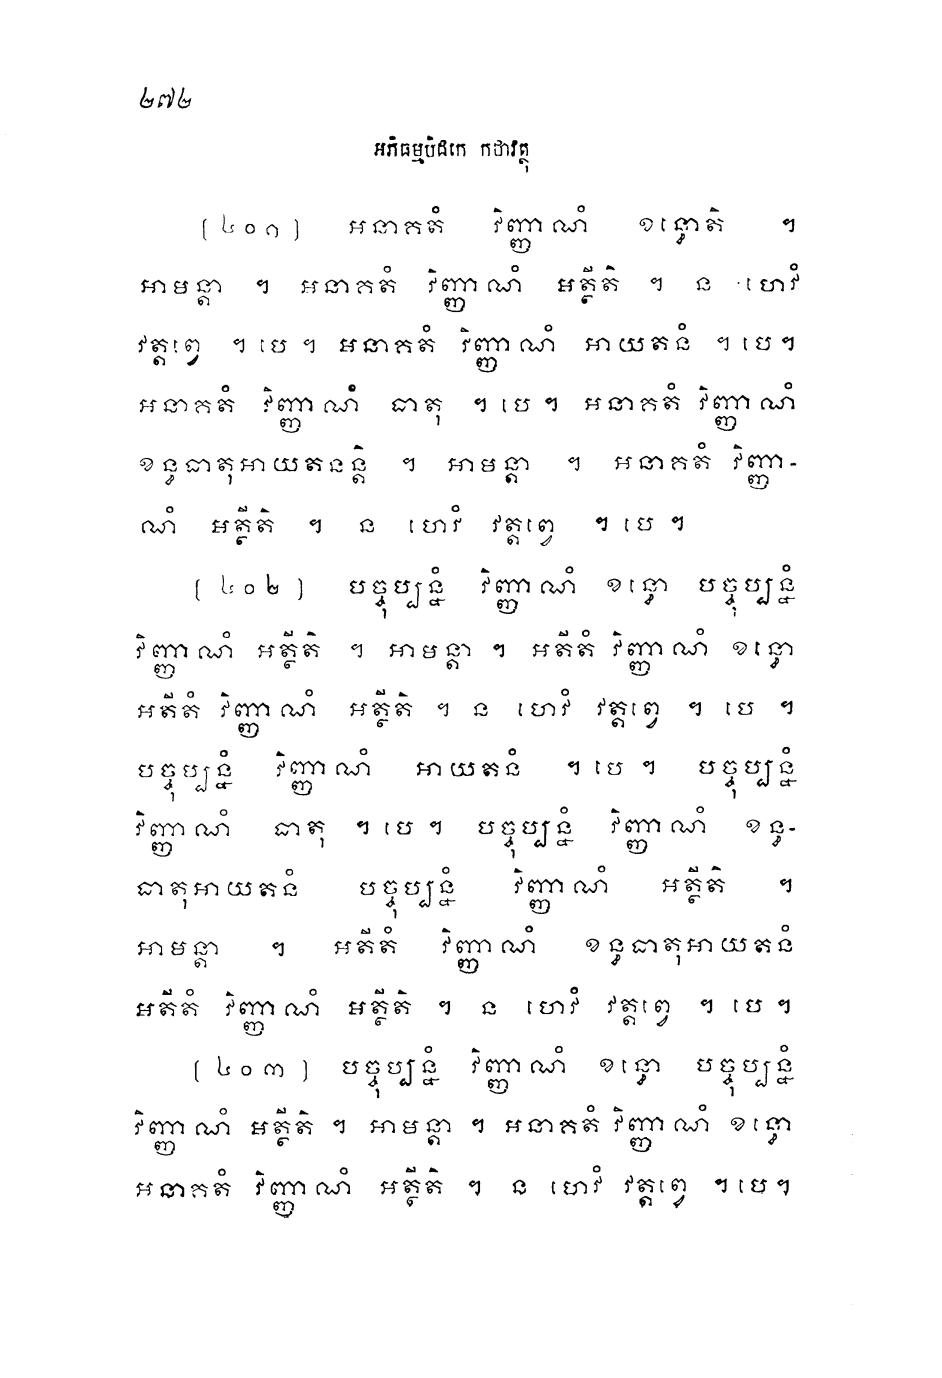 ២៧២
អភិធម្មបិដកេ កថាវត្ថុ
[៤០១] អនាគតំ វិញ្ញាណំ ខន្ធោតិ ។
អាមន្តា ។ អនាគតំ វិញ្ញាណំ អត្ថីតិ ។ ន ហេវំ
វត្តព្វេ ។ បេ ។ អនាគតំ វិញ្ញាណំ អាយតនំ ។ បេ ។
អនាគតំ វិញ្ញាណំ ធាតុ ។ បេ ។ អនាគតំ វិញ្ញាណំ
ខន្ធធាតុអាយតនន្តិ ។ អាមន្តា ។ អនាគតំ វិញ្ញា-
ណំ អត្ថីតិ ។ ន ហេវំ វត្តព្វេ ។ បេ ។
[៤០២] បច្ចុប្បន្នំ វិញ្ញាណំ ខន្ធោ បច្ចុប្បន្នំ
វិញ្ញាណំ អត្ថីតិ ។ អាមន្តា ។ អតីតំ វិញ្ញាណំ ខន្ធោ
អតីតំ វិញ្ញាណំ អត្ថីតិ ។ ន ហេវំ វត្តព្វេ ។ បេ ។
បច្ចុប្បន្នំ វិញ្ញាណំ អាយតនំ ។ បេ ។ បច្ចុប្បន្នំ
វិញ្ញាណំ ធាតុ ។ បេ ។ បច្ចុប្បន្នំ វិញ្ញាណំ ខន្ធ-
ធាតុអាយតនំ បច្ចុប្បន្នំ វិញ្ញាណំ អត្ថីតិ ។
អាមន្តា ។ អតីតំ វិញ្ញាណំ ខន្ធធាតុអាយតនំ
អតីតំ វិញ្ញាណំ អត្ថីតិ ។ ន ហេវំ វត្តព្វេ ។ បេ ។
[៤០៣] បច្ចុប្បន្នំ វិញ្ញាណំ ខន្ធោ បច្ចុប្បន្នំ
វិញ្ញាណំ អត្ថីតិ ។ អាមន្តា ។ អនាគតំ វិញ្ញាណំ ខន្ធោ
អនាគតំ វិញ្ញាណំ អត្ថីតិ ។ ន ហេវំ វត្តព្វេ ។ បេ ។